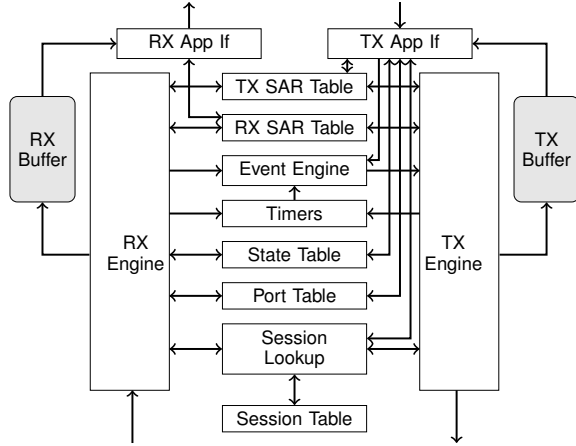 RX App If
TX App If
TX SAR Table
RX SAR Table
RX
Buffer
TX
Buffer
Event Engine
Timers
RX
Engine
TX
Engine
State Table
Port Table
Session
Lookup
Session Table